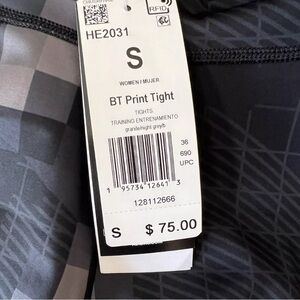 RFID
HE2031
S
WOMEN / MUJER
BT Print Tight
TIGHTS
TRAINING ENTRENAMIENTO
36
690
UPC
1 95734 12641 3
128112666
S $ 75.00